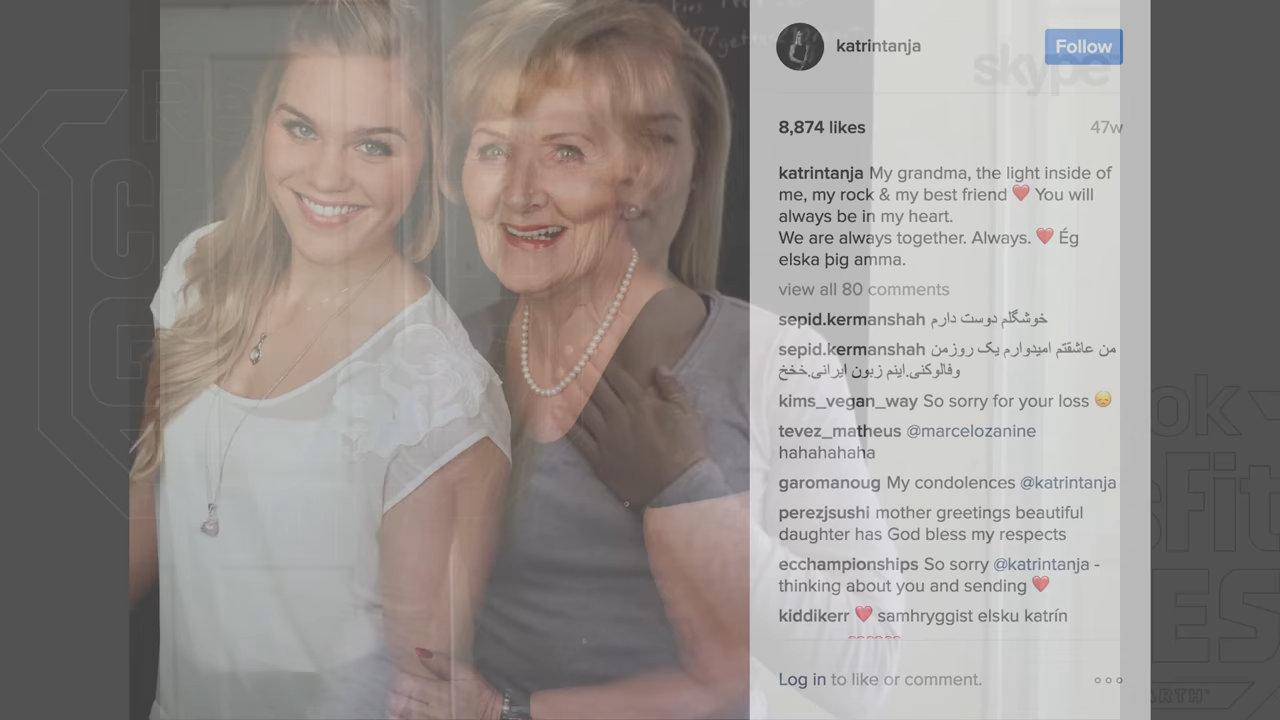 katrintanja
Follow
skype
8,874 likes
47w
katrintanja My grandma, the light inside of
me, my rock & my best friend ❤️ You will
always be in my heart.
We are always together. Always. ❤️ Ég
elska þig amma.
view all 80 comments
sepid.kermanshah خوشگلم دوست دارم
sepid.kermanshah من عاشقتم امیدوارم یک روزمن
وفالوکنی.اینم زبون ایرانی.خخخ
kims_vegan_way So sorry for your loss 😞
tevez_matheus @marcelozanine
hahahahaha
garomanoug My condolences @katrintanja
perezjsushi mother greetings beautiful
daughter has God bless my respects
ecchampionships So sorry @katrintanja -
thinking about you and sending ❤️
kiddikerr ❤️ samhryggist elsku katrín
Log in to like or comment.